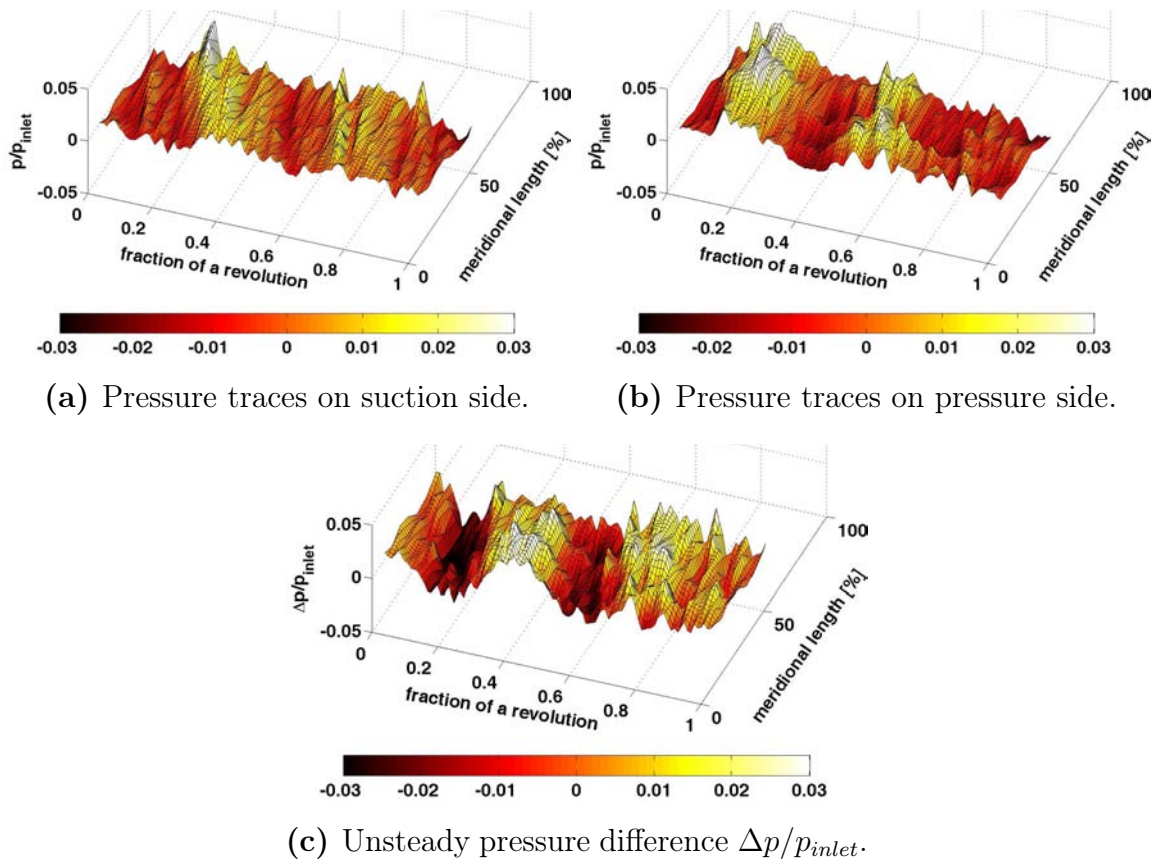 0.05
0
-0.05
p/p_inlet
0
0.2
0.4
0.6
0.8
1
fraction of a revolution
0
50
100
meridional length [%]
-0.03 -0.02 -0.01 0 0.01 0.02 0.03
(a) Pressure traces on suction side.
0.05
0
-0.05
p/p_inlet
0
0.2
0.4
0.6
0.8
1
fraction of a revolution
0
50
100
meridional length [%]
-0.03 -0.02 -0.01 0 0.01 0.02 0.03
(b) Pressure traces on pressure side.
0.05
0
-0.05
Δp/p_inlet
0
0.2
0.4
0.6
0.8
1
fraction of a revolution
0
50
100
meridional length [%]
-0.03 -0.02 -0.01 0 0.01 0.02 0.03
(c) Unsteady pressure difference Δp/p_inlet.